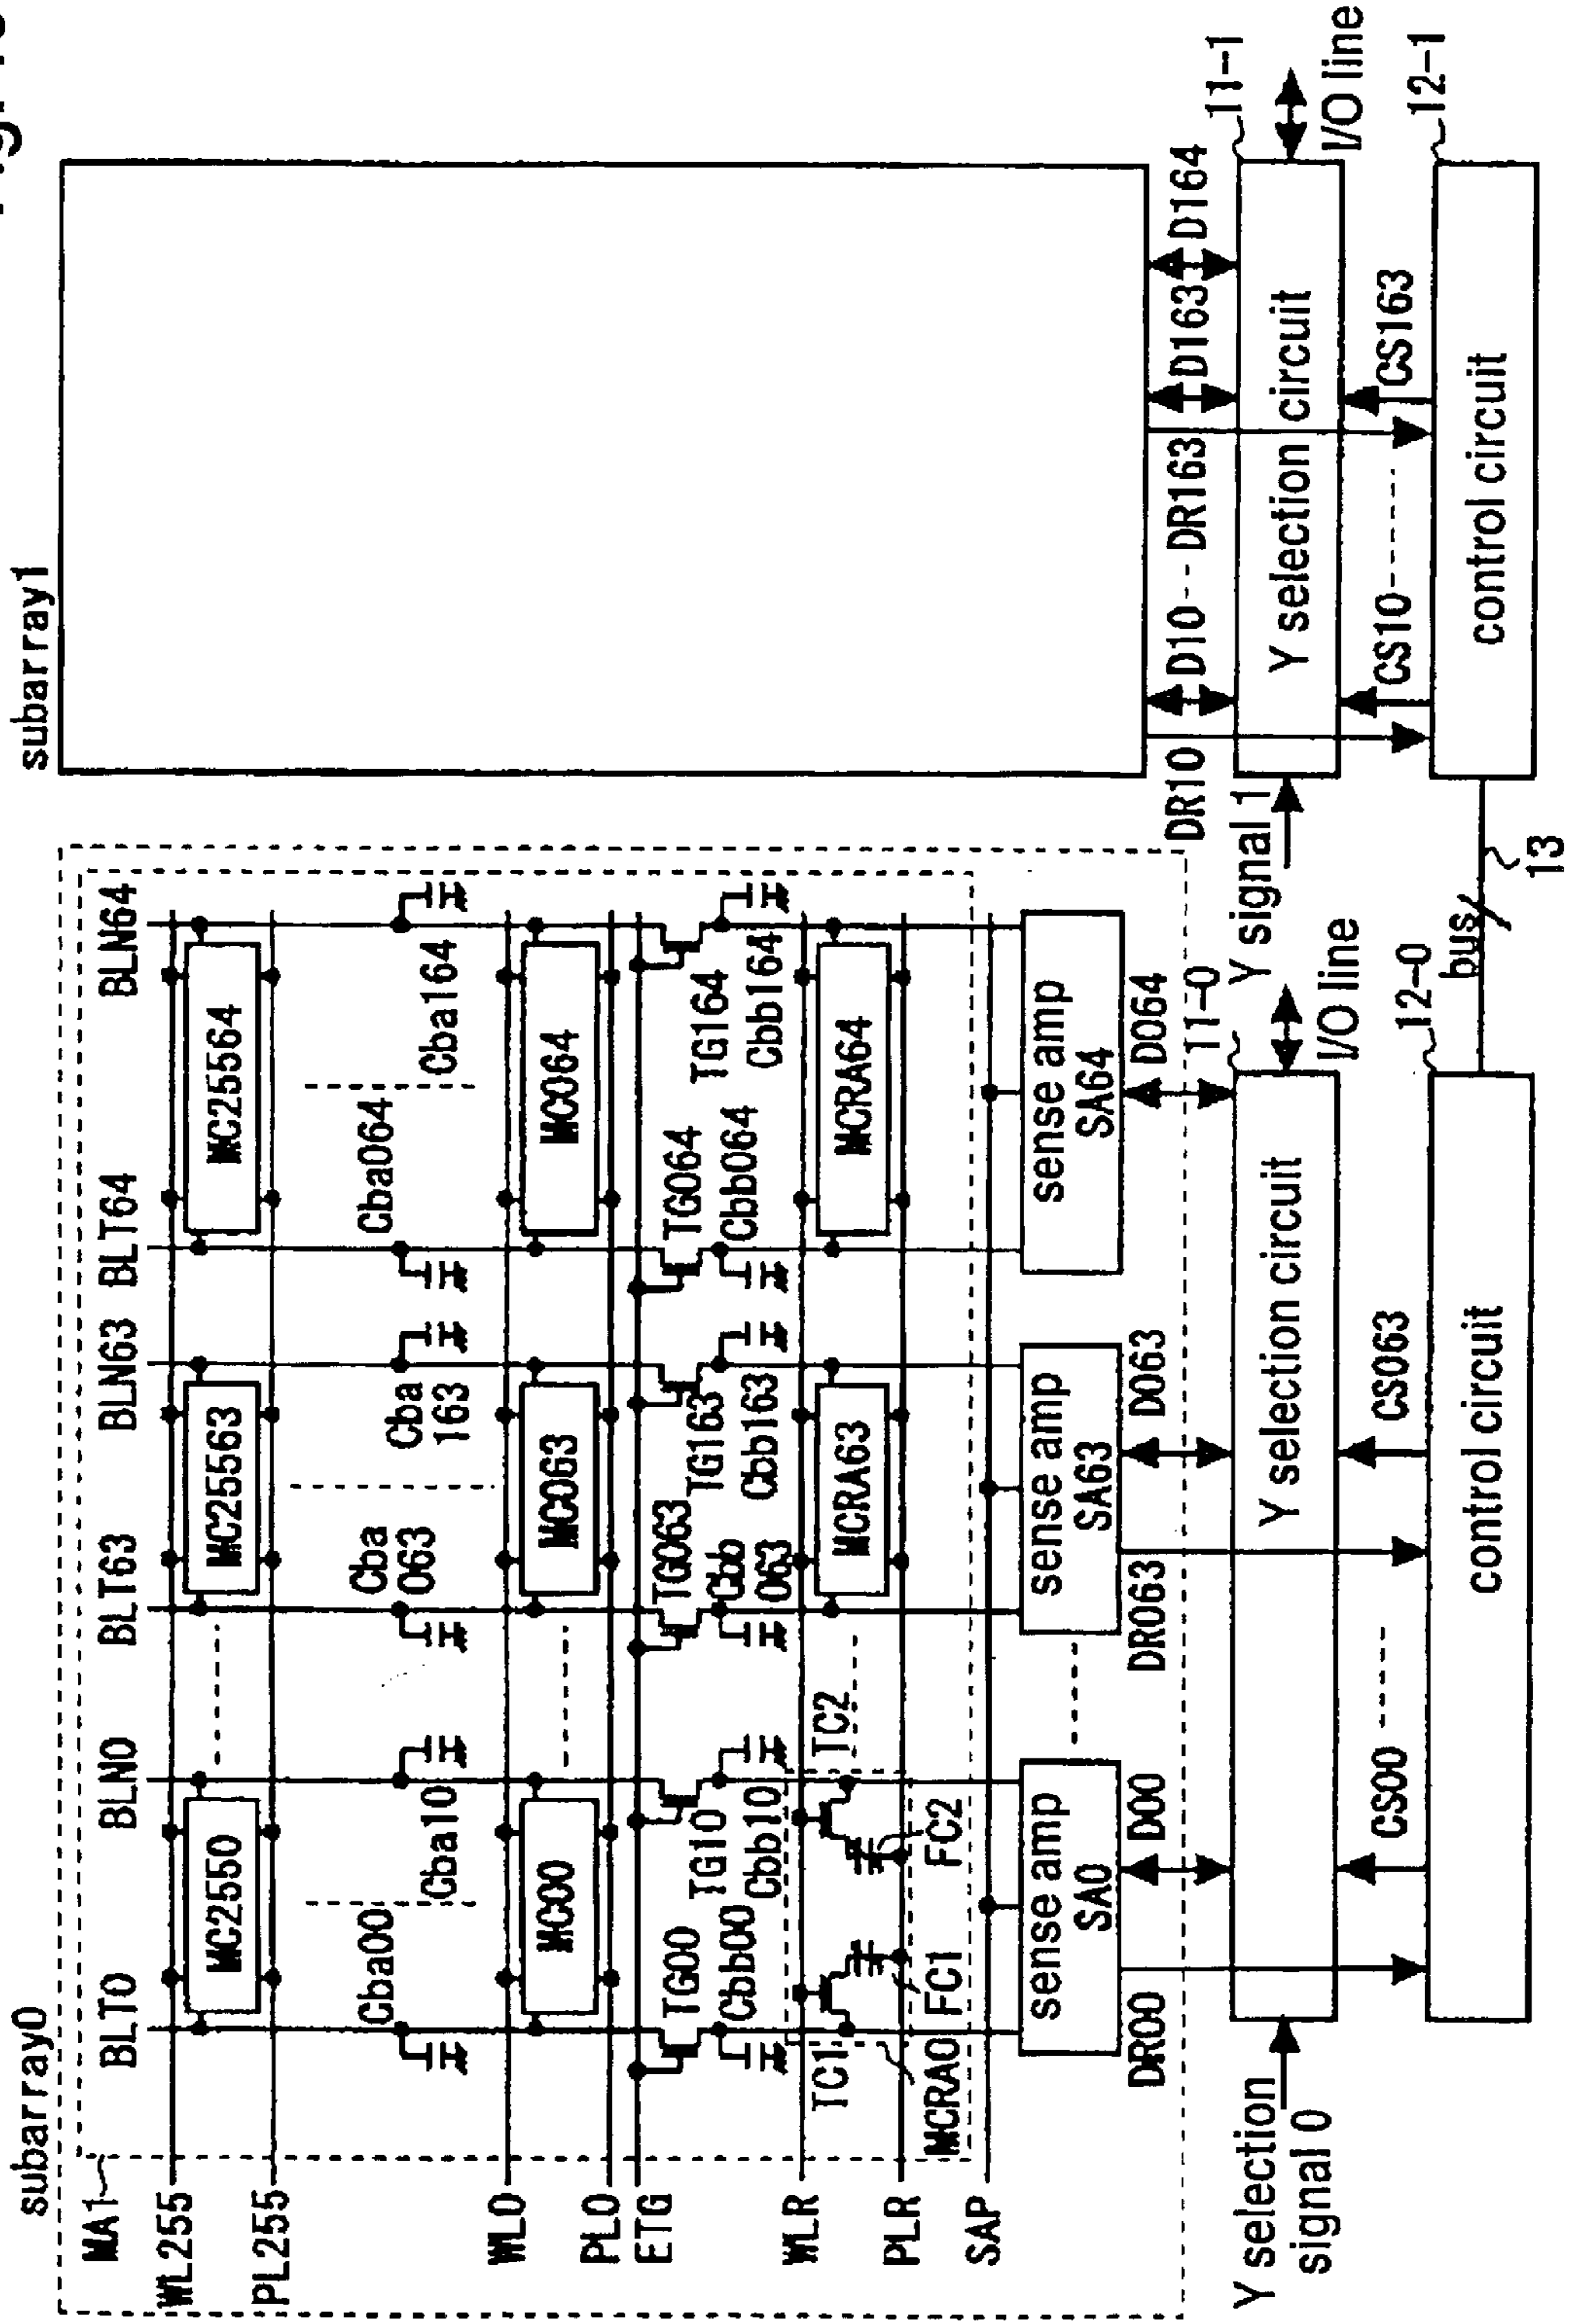 subarray0
subarray1
MA1
BLT0
BLN0
BLT63
BLN63
BLT64
BLN64
WL255
MC2550
MC25563
MC25564
PL255
Cba00
Cba10
Cba
063
Cba
163
Cba064
Cba164
WL0
MC00
MC063
MC064
PL0
ETG
TG00
TG10
TG063
TG163
TG064
TG164
Cbb00
Cbb10
Cbb
063
Cbb163
Cbb064
Cbb164
WLR
TC1
TC2
MCRA63
MCRA64
PLR
MCRA0
FC1
FC2
SAP
sense amp
SA0
sense amp
SA63
sense amp
SA64
DR00
D00
DR063
D063
D064
DR10
D10
DR163
D163
D164
11-0
11-1
Y selection
signal 0
Y selection circuit
I/O line
Y signal 1
Y selection circuit
I/O line
CS00
CS063
12-0
CS10
CS163
12-1
control circuit
bus
13
control circuit